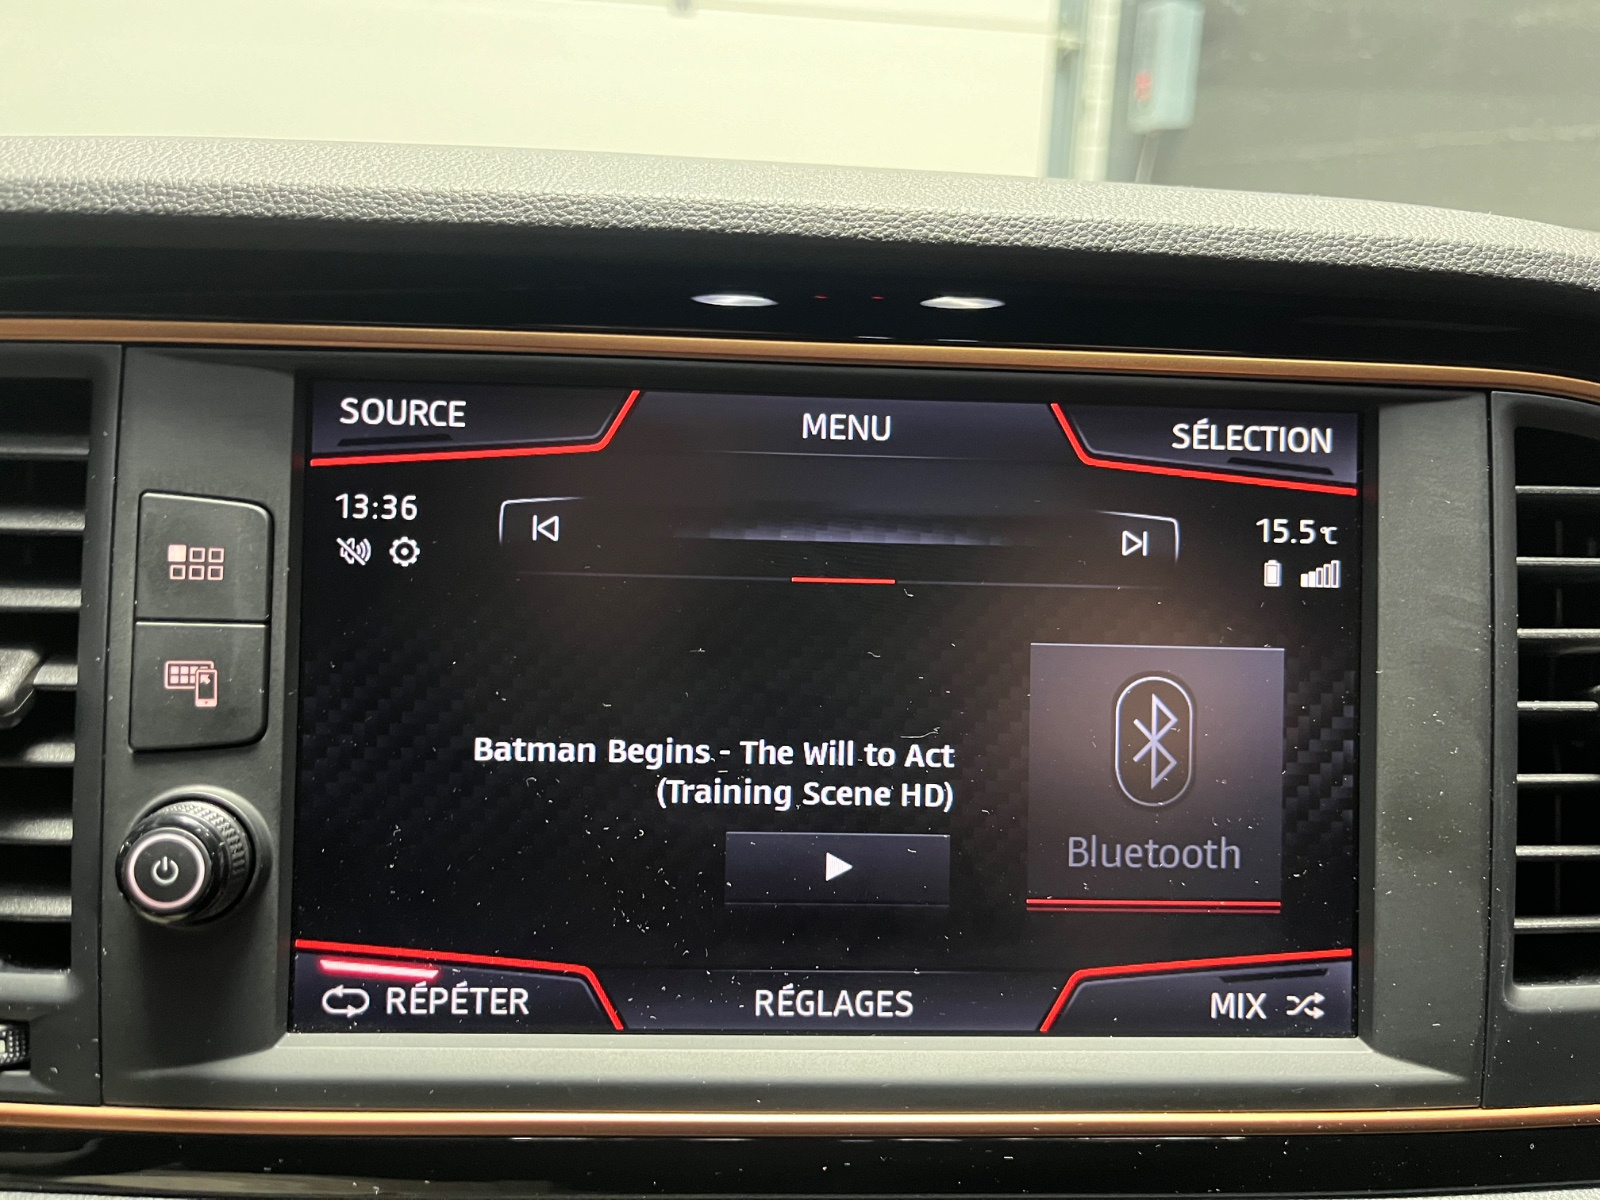 SOURCE
MENU
SÉLECTION
13:36
15.5℃
Batman Begins - The Will to Act
(Training Scene HD)
Bluetooth
RÉPÉTER
RÉGLAGES
MIX